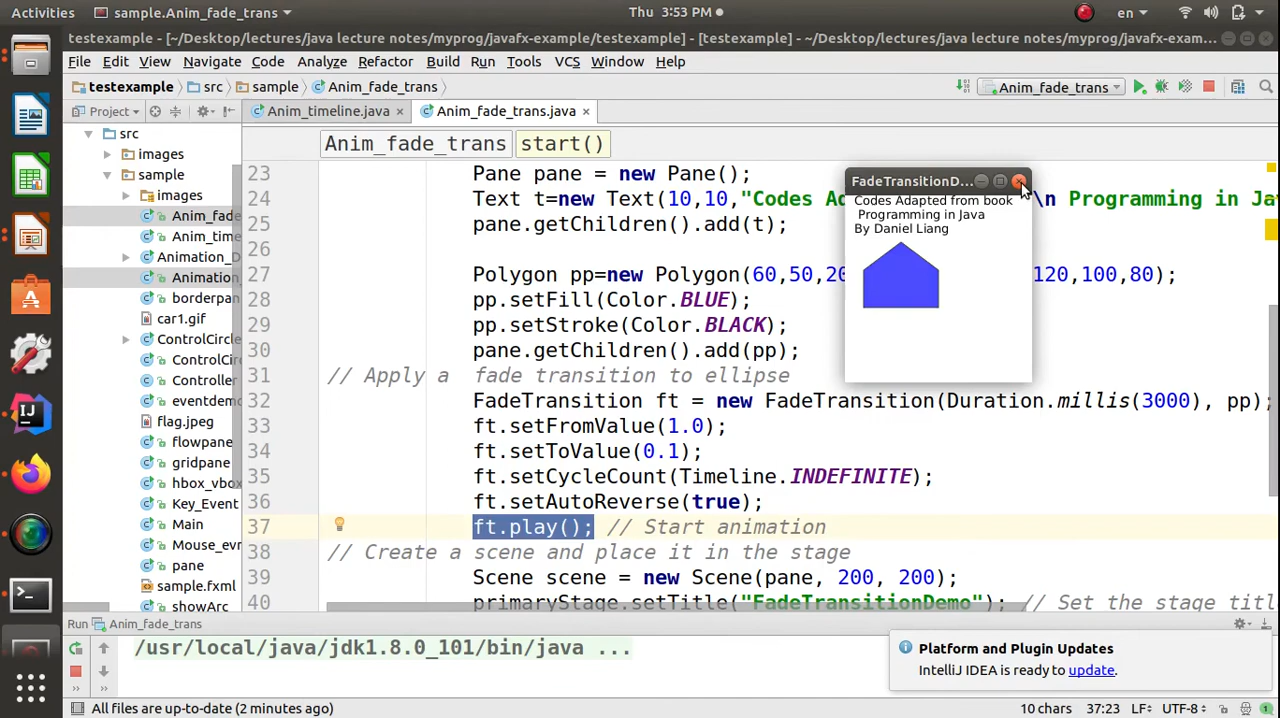 Activities sample.Anim_fade_trans Thu 3:53 PM en
testexample - [~/Desktop/lectures/java lecture notes/myprog/javafx-example/testexample] - [testexample] - ~/Desktop/lectures/java lecture notes/myprog/javafx-exam...
File Edit View Navigate Code Analyze Refactor Build Run Tools VCS Window Help
testexample src sample Anim_fade_trans Anim_fade_trans
Project Anim_timeline.java × Anim_fade_trans.java ×
Anim_fade_trans start()
src
images
sample
images
Anim_fade
Anim_time
Animation_D
Animation_
borderpan
car1.gif
ControlCircle
ControlCir
Controller
eventdemo
flag.jpeg
flowpane
gridpane
hbox_vbox
Key_Event
Main
Mouse_evn
pane
sample.fxml
showArc
23 Pane pane = new Pane();
24 Text t=new Text(10,10,"Codes Ad \n Programming in Ja
25 pane.getChildren().add(t);
26
27 Polygon pp=new Polygon(60,50,20 120,100,80);
28 pp.setFill(Color.BLUE);
29 pp.setStroke(Color.BLACK);
30 pane.getChildren().add(pp);
31 // Apply a  fade transition to ellipse
32 FadeTransition ft = new FadeTransition(Duration.millis(3000), pp);
33 ft.setFromValue(1.0);
34 ft.setToValue(0.1);
35 ft.setCycleCount(Timeline.INDEFINITE);
36 ft.setAutoReverse(true);
37 ft.play(); // Start animation
38 // Create a scene and place it in the stage
39 Scene scene = new Scene(pane, 200, 200);
40 primaryStage.setTitle("FadeTransitionDemo"); // Set the stage titl
FadeTransitionD...
Codes Adapted from book
Programming in Java
By Daniel Liang
Run Anim_fade_trans
/usr/local/java/jdk1.8.0_101/bin/java ...
Platform and Plugin Updates
IntelliJ IDEA is ready to update.
All files are up-to-date (2 minutes ago) 10 chars 37:23 LF÷ UTF-8÷ 1